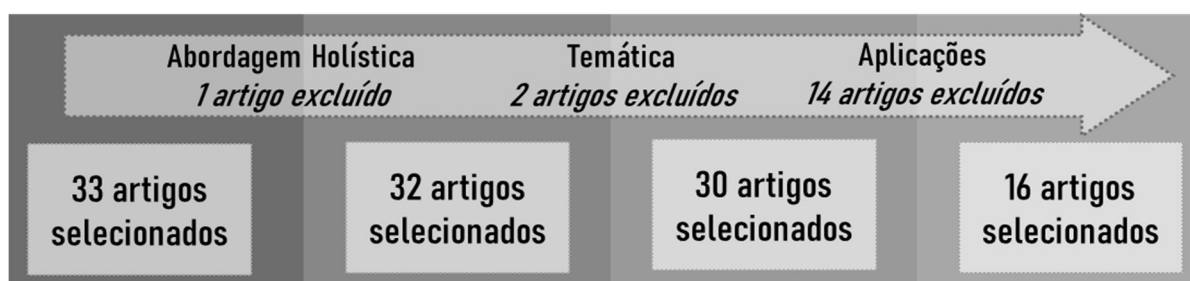 Abordagem Holística
1 artigo excluído
Temática
2 artigos excluídos
Aplicações
14 artigos excluídos
33 artigos
selecionados
32 artigos
selecionados
30 artigos
selecionados
16 artigos
selecionados